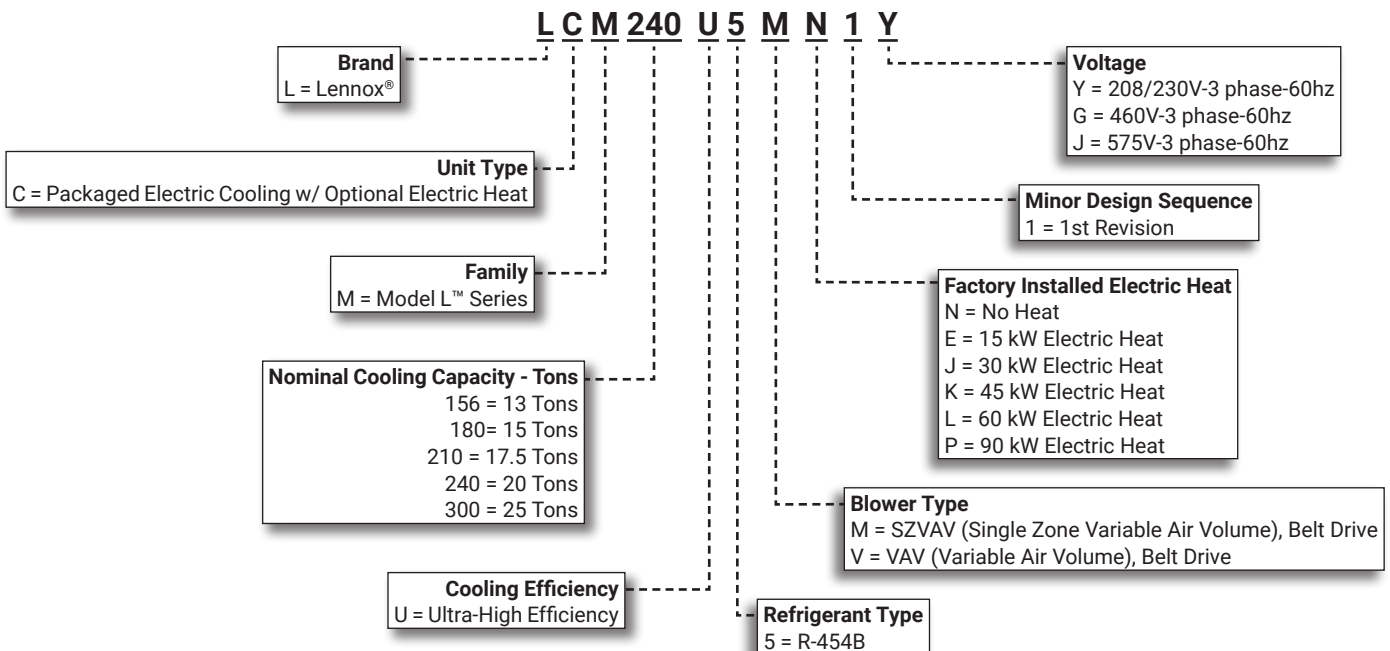 L C M 240 U 5 M N 1 Y
Brand
L = Lennox®
Unit Type
C = Packaged Electric Cooling w/ Optional Electric Heat
Family
M = Model L™ Series
Nominal Cooling Capacity - Tons
156 = 13 Tons
180= 15 Tons
210 = 17.5 Tons
240 = 20 Tons
300 = 25 Tons
Cooling Efficiency
U = Ultra-High Efficiency
Voltage
Y = 208/230V-3 phase-60hz
G = 460V-3 phase-60hz
J = 575V-3 phase-60hz
Minor Design Sequence
1 = 1st Revision
Factory Installed Electric Heat
N = No Heat
E = 15 kW Electric Heat
J = 30 kW Electric Heat
K = 45 kW Electric Heat
L = 60 kW Electric Heat
P = 90 kW Electric Heat
Blower Type
M = SZVAV (Single Zone Variable Air Volume), Belt Drive
V = VAV (Variable Air Volume), Belt Drive
Refrigerant Type
5 = R-454B